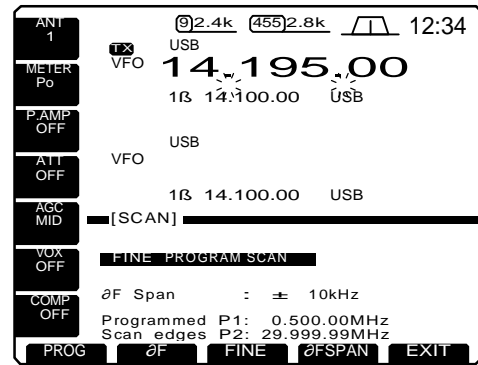 ANT 1
9 2.4k 455 2.8k 12:34
TX USB
VFO 14.195.00
METER Po
1ß 14.100.00 USB
P.AMP OFF
USB
ATT OFF
VFO
1ß 14.100.00 USB
AGC MID
[SCAN]
VOX OFF
FINE PROGRAM SCAN
∂F Span : ± 10kHz
COMP OFF
Programmed P1: 0.500.00MHz
Scan edges P2: 29.999.99MHz
PROG ∂F FINE ∂FSPAN EXIT